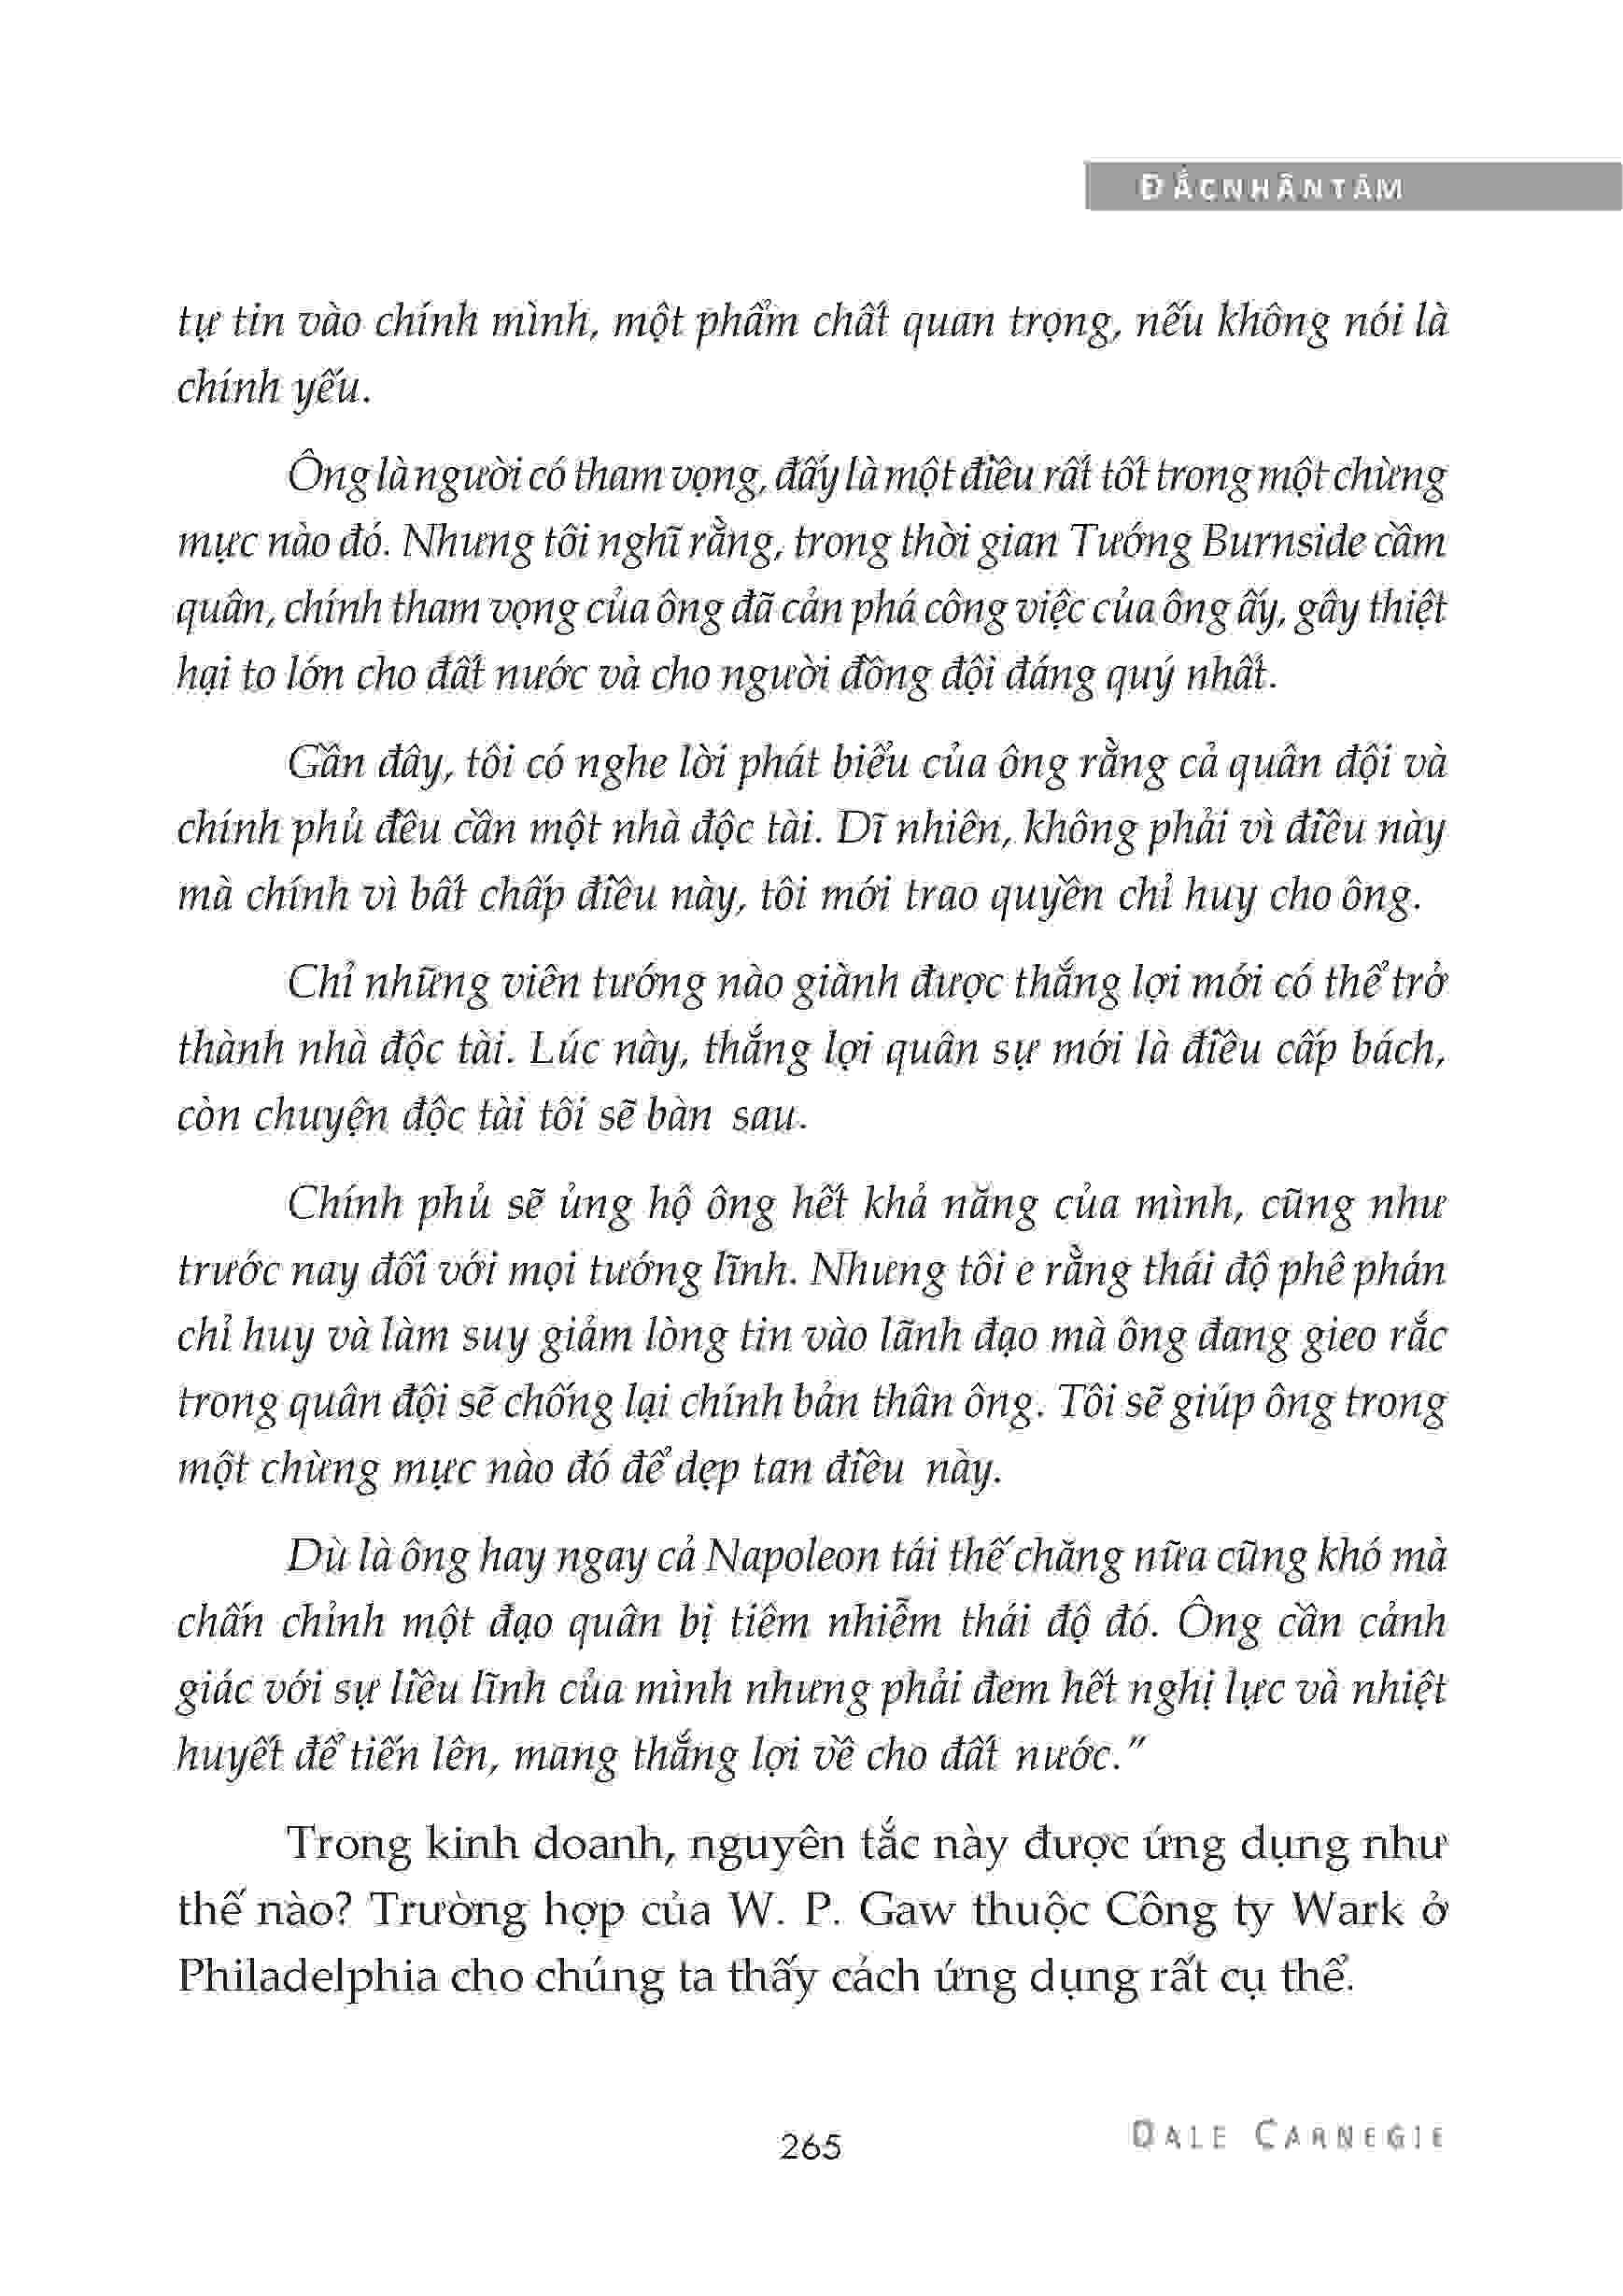 ĐẮCNHÂNTÂM
tự tin vào chính mình, một phẩm chất quan trọng, nếu không nói là
chính yếu.
Ông là người có tham vọng, đấy là một điều rất tốt trong một chừng
mực nào đó. Nhưng tôi nghĩ rằng, trong thời gian Tướng Burnside cầm
quân, chính tham vọng của ông đã cản phá công việc của ông ấy, gây thiệt
hại to lớn cho đất nước và cho người đồng đội đáng quý nhất.
Gần đây, tôi có nghe lời phát biểu của ông rằng cả quân đội và
chính phủ đều cần một nhà độc tài. Dĩ nhiên, không phải vì điều này
mà chính vì bất chấp điều này, tôi mới trao quyền chỉ huy cho ông.
Chỉ những viên tướng nào giành được thắng lợi mới có thể trở
thành nhà độc tài. Lúc này, thắng lợi quân sự mới là điều cấp bách,
còn chuyện độc tài tôi sẽ bàn sau.
Chính phủ sẽ ủng hộ ông hết khả năng của mình, cũng như
trước nay đối với mọi tướng lĩnh. Nhưng tôi e rằng thái độ phê phán
chỉ huy và làm suy giảm lòng tin vào lãnh đạo mà ông đang gieo rắc
trong quân đội sẽ chống lại chính bản thân ông. Tôi sẽ giúp ông trong
một chừng mực nào đó để dẹp tan điều này.
Dù là ông hay ngay cả Napoleon tái thế chăng nữa cũng khó mà
chấn chỉnh một đạo quân bị tiêm nhiễm thái độ đó. Ông cần cảnh
giác với sự liều lĩnh của mình nhưng phải đem hết nghị lực và nhiệt
huyết để tiến lên, mang thắng lợi về cho đất nước.”
Trong kinh doanh, nguyên tắc này được ứng dụng như
thế nào? Trường hợp của W. P. Gaw thuộc Công ty Wark ở
Philadelphia cho chúng ta thấy cách ứng dụng rất cụ thể.
265
DALE CARNEGIE